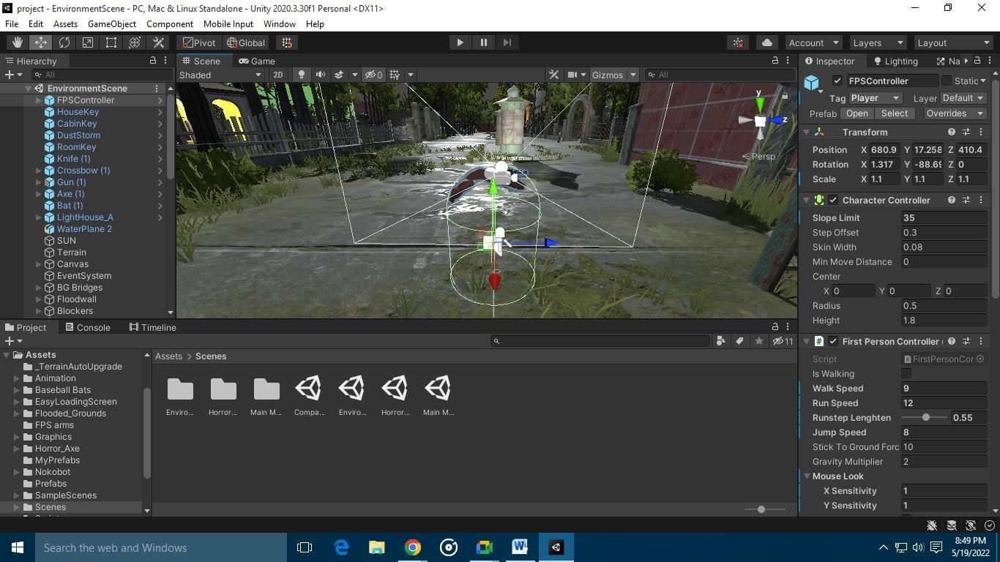 project - EnvironmentScene - PC, Mac & Linux Standalone - Unity 2020.3.30f1 Personal <DX11>
File Edit Assets GameObject Component Mobile Input Window Help
Pivot Global Account Layers Layout
Hierarchy
All
EnvironmentScene
FPSController
HouseKey
CabinKey
DustStorm
RoomKey
Knife (1)
Crossbow (1)
Gun (1)
Axe (1)
Bat (1)
LightHouse_A
WaterPlane 2
SUN
Terrain
Canvas
EventSystem
BG Bridges
Floodwall
Blockers
Scene Game
Shaded 2D 0 Gizmos All
y
z
Persp
Inspector Lighting Na
FPSController Static
Tag Player Layer Default
Prefab Open Select Overrides
Transform
Position X 680.9 Y 17.258 Z 410.4
Rotation X 1.317 Y -88.69 Z 0
Scale X 1.1 Y 1.1 Z 1.1
Character Controller
Slope Limit 35
Step Offset 0.3
Skin Width 0.08
Min Move Distance 0
Center
X 0 Y 0 Z 0
Radius 0.5
Height 1.8
First Person Controller (
Script FirstPersonCor
Is Walking
Walk Speed 9
Run Speed 12
Runstep Lenghten 0.55
Jump Speed 8
Stick To Ground Forc 10
Gravity Multiplier 2
Mouse Look
X Sensitivity 1
Y Sensitivity 1
Project Console Timeline
11
Assets
_TerrainAutoUpgrade
Animation
Baseball Bats
EasyLoadingScreen
Flooded_Grounds
FPS arms
Graphics
Horror_Axe
MyPrefabs
Nokobot
Prefabs
SampleScenes
Scenes
Assets > Scenes
Enviro... Horror... Main M... Compa... Enviro... Horror... Main M...
Search the web and Windows
8:49 PM
5/19/2022